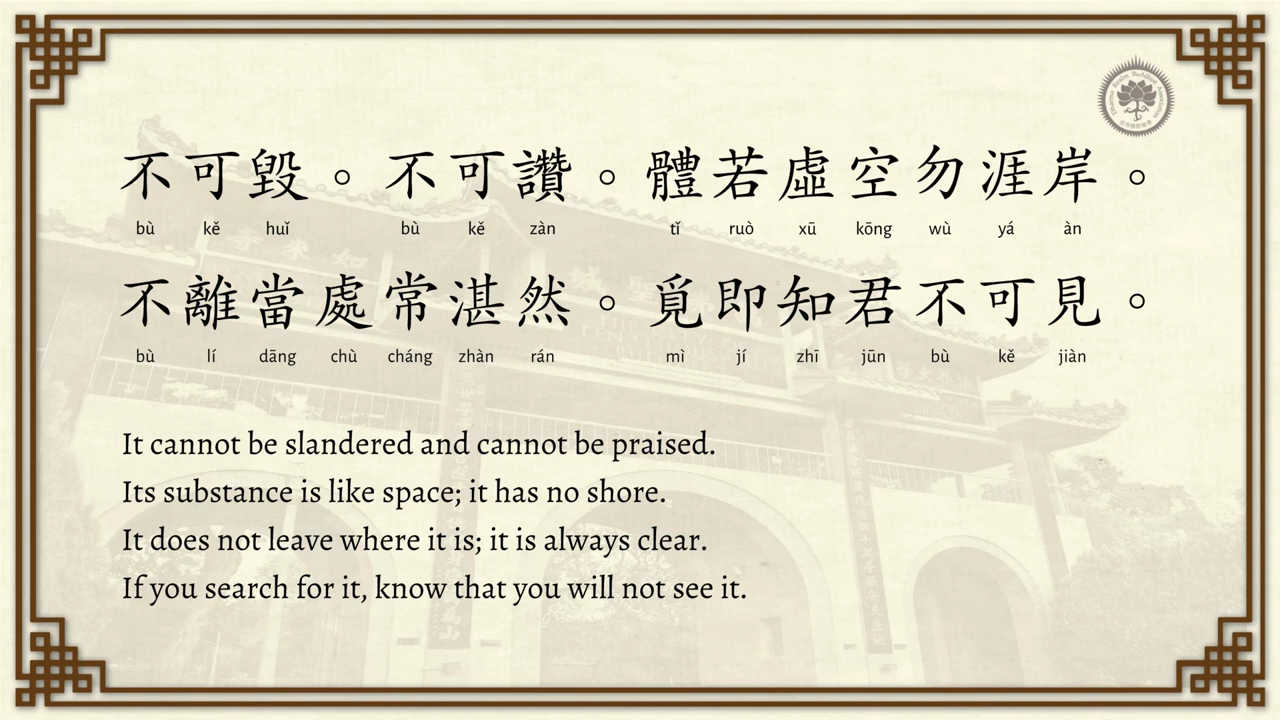 不可毀。不可讚。體若虛空勿涯岸。
bù kě huǐ bù kě zàn tǐ ruò xū kōng wù yá àn
不離當處常湛然。覓即知君不可見。
bù lí dāng chù cháng zhàn rán mì jí zhī jūn bù kě jiàn
It cannot be slandered and cannot be praised.
Its substance is like space; it has no shore.
It does not leave where it is; it is always clear.
If you search for it, know that you will not see it.
Dharma Realm Buddhist Association